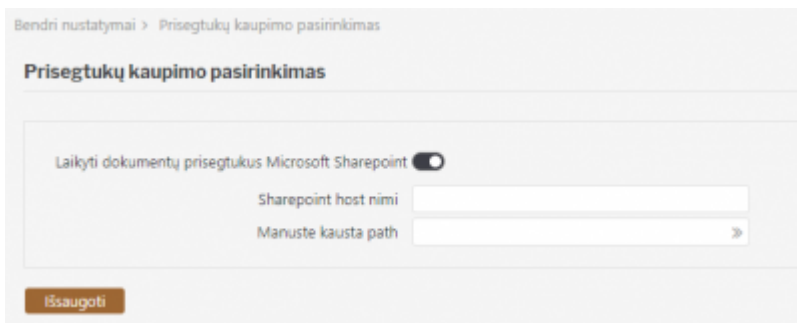 Bendri nustatymai > Prisegtukų kaupimo pasirinkimas
Prisegtukų kaupimo pasirinkimas
Laikyti dokumentų prisegtukus Microsoft Sharepoint
Sharepoint host nimi
Manuste kausta path
Išsaugoti